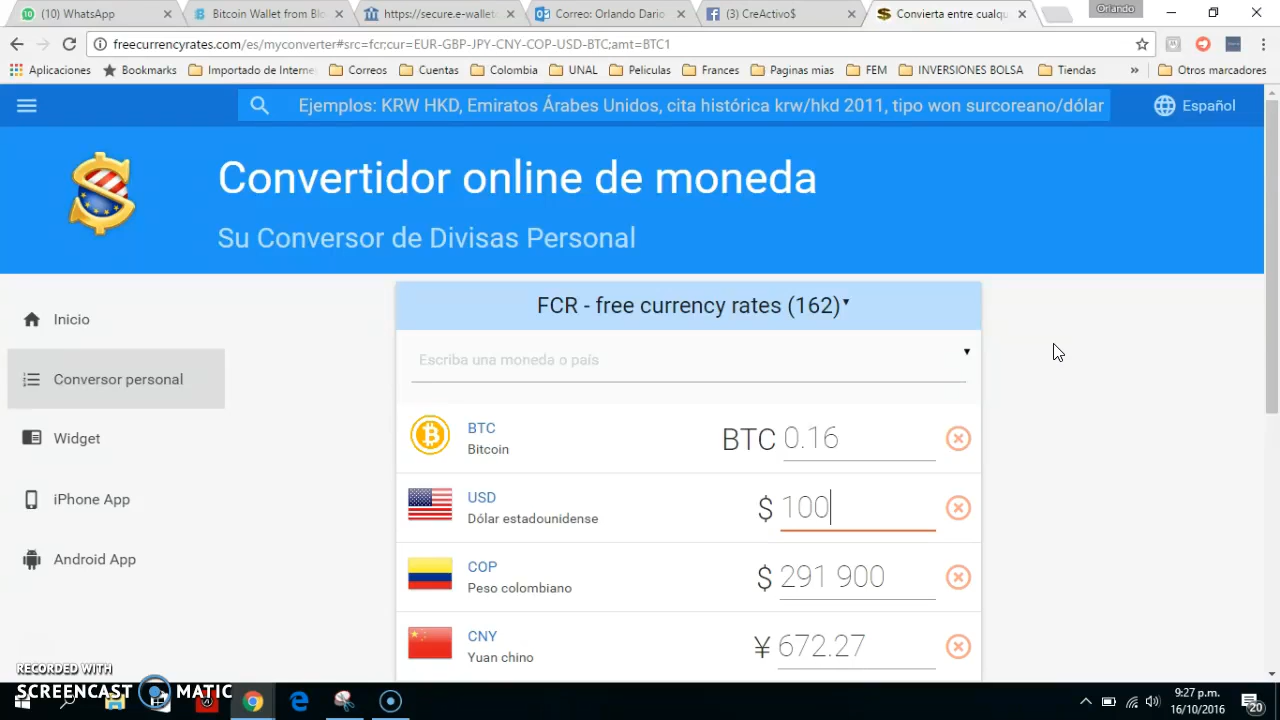 (10) WhatsApp
Bitcoin Wallet from Blo
https://secure.e-wallet
Correo: Orlando Dario
(3) CreActivo$
Convierta entre cualqu
Orlando
freecurrencyrates.com/es/myconverter#src=fcr;cur=EUR-GBP-JPY-CNY-COP-USD-BTC;amt=BTC1
Aplicaciones
Bookmarks
Importado de Interne
Correos
Cuentas
Colombia
UNAL
Peliculas
Frances
Paginas mias
FEM
INVERSIONES BOLSA
Tiendas
»
Otros marcadores
Ejemplos: KRW HKD, Emiratos Árabes Unidos, cita histórica krw/hkd 2011, tipo won surcoreano/dólar
Español
Convertidor online de moneda
Su Conversor de Divisas Personal
Inicio
Conversor personal
Widget
iPhone App
Android App
FCR - free currency rates (162)
Escriba una moneda o país
BTC
Bitcoin
BTC 0.16
USD
Dólar estadounidense
$ 100
COP
Peso colombiano
$ 291 900
CNY
Yuan chino
¥ 672.27
RECORDED WITH
SCREENCAST MATIC
9:27 p.m.
16/10/2016
20